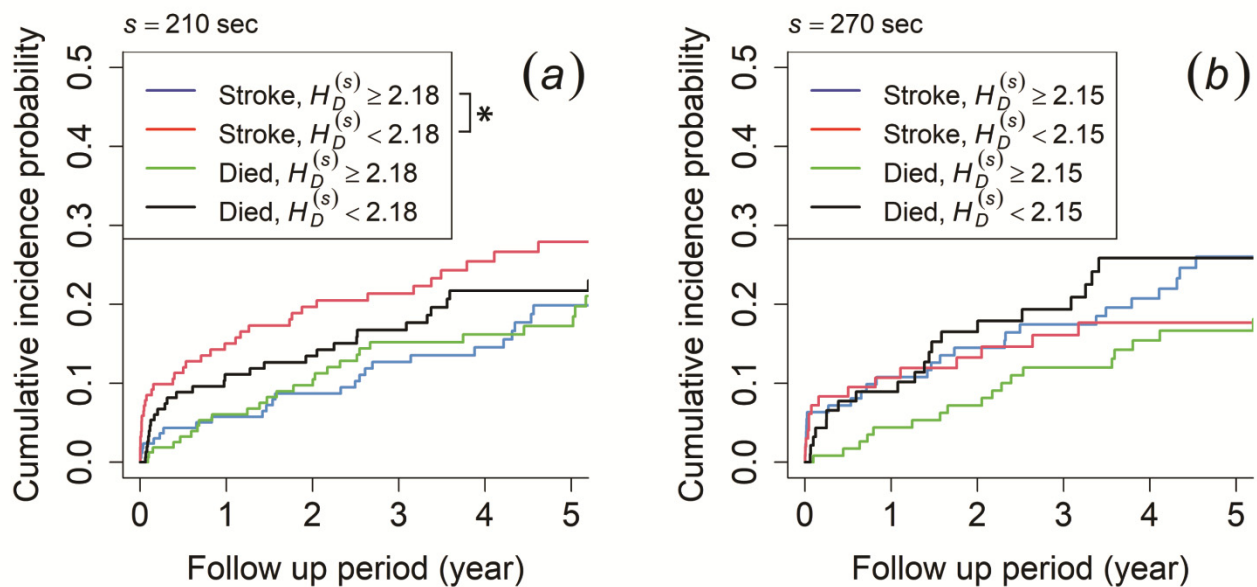 s = 210 sec
(a)
Stroke, H_D^(s) ≥ 2.18
Stroke, H_D^(s) < 2.18
*
Died, H_D^(s) ≥ 2.18
Died, H_D^(s) < 2.18
Cumulative incidence probability
0.5
0.4
0.3
0.2
0.1
0.0
0 1 2 3 4 5
Follow up period (year)
s = 270 sec
(b)
Stroke, H_D^(s) ≥ 2.15
Stroke, H_D^(s) < 2.15
Died, H_D^(s) ≥ 2.15
Died, H_D^(s) < 2.15
Cumulative incidence probability
0.5
0.4
0.3
0.2
0.1
0.0
0 1 2 3 4 5
Follow up period (year)